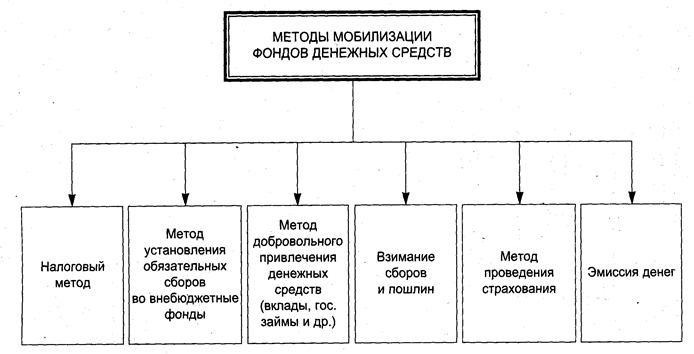 МЕТОДЫ МОБИЛИЗАЦИИ
ФОНДОВ ДЕНЕЖНЫХ СРЕДСТВ
Налоговый
метод
Метод
установления
обязательных
сборов
во внебюджетные
фонды
Метод
добровольного
привлечения
денежных
средств
(вклады, гос.
займы и др.)
Взимание
сборов
и пошлин
Метод
проведения
страхования
Эмиссия денег